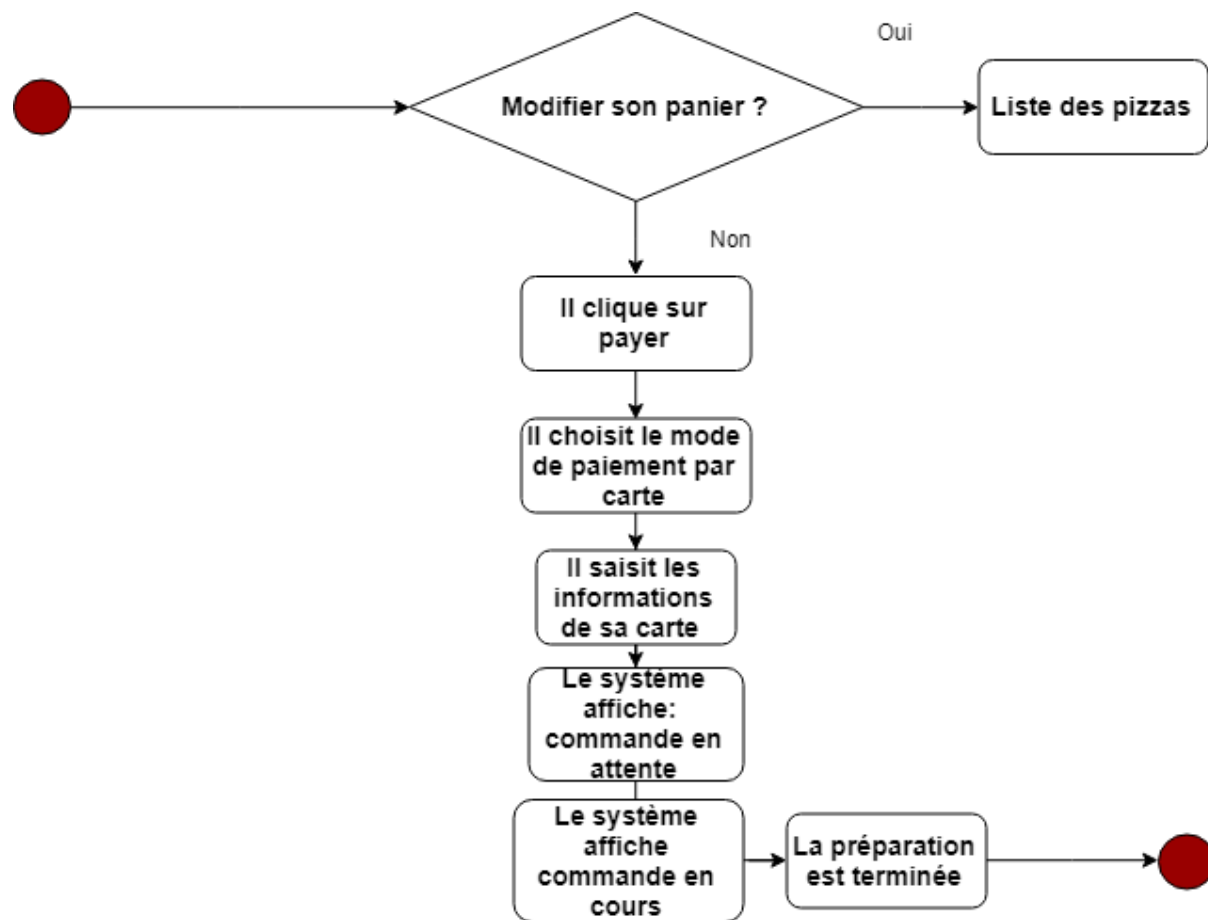 Oui
Modifier son panier ?
Liste des pizzas
Non
Il clique sur
payer
Il choisit le mode
de paiement par
carte
Il saisit les
informations
de sa carte
Le système
affiche:
commande en
attente
Le système
affiche
commande en
cours
La préparation
est terminée